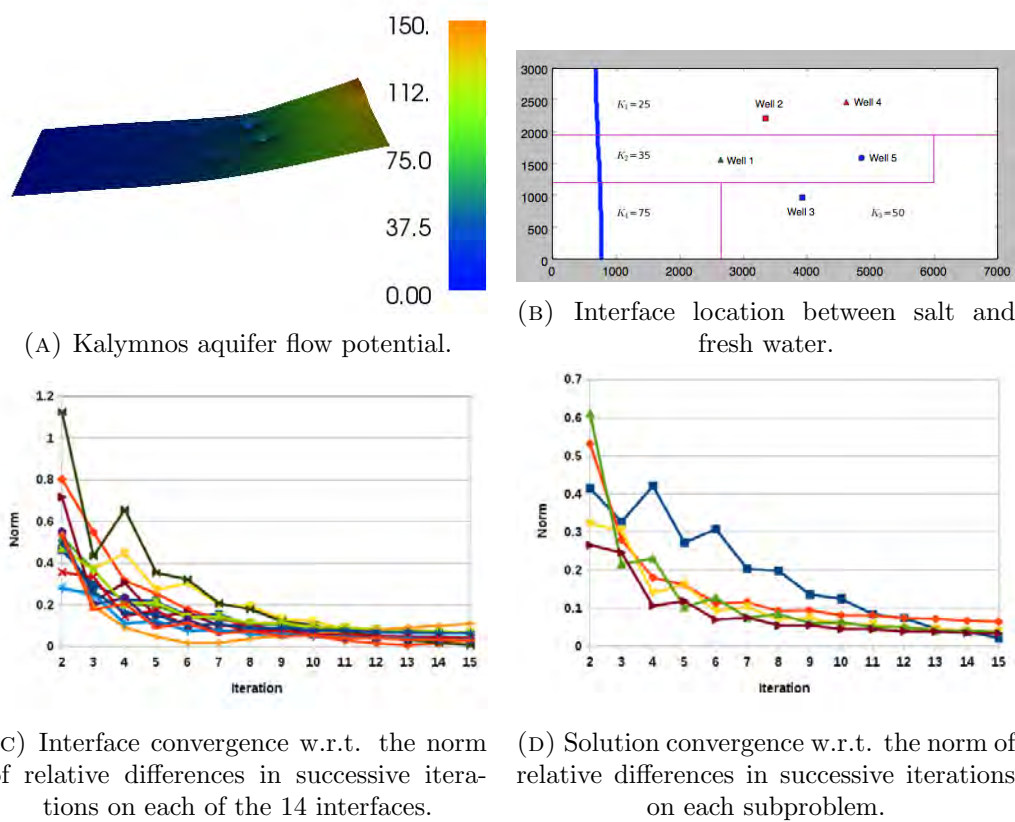 150.
112.
75.0
37.5
0.00
(A) Kalymnos aquifer flow potential.
3000
2500
2000
1500
1000
500
0
0 1000 2000 3000 4000 5000 6000 7000
K₁=25
Well 2
Well 4
K₂=35
Well 1
Well 5
K₄=75
Well 3
K₃=50
(B) Interface location between salt and
fresh water.
1.2
1
0.8
0.6
0.4
0.2
0
Norm
2 3 4 5 6 7 8 9 10 11 12 13 14 15
Iteration
C) Interface convergence w.r.t. the norm
of relative differences in successive itera-
tions on each of the 14 interfaces.
0.7
0.6
0.5
0.4
0.3
0.2
0.1
0
Norm
2 3 4 5 6 7 8 9 10 11 12 13 14 15
Iteration
(D) Solution convergence w.r.t. the norm of
relative differences in successive iterations
on each subproblem.